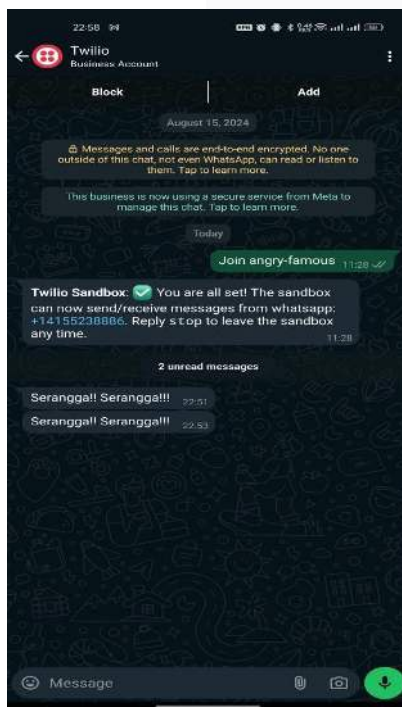 22:58
Twilio
Business Account
Block
Add
August 15, 2024
Messages and calls are end-to-end encrypted. No one
outside of this chat, not even WhatsApp, can read or listen to
them. Tap to learn more.
This business is now using a secure service from Meta to
manage this chat. Tap to learn more.
Today
Join angry-famous 11:28
Twilio Sandbox: ✅ You are all set! The sandbox
can now send/receive messages from whatsapp:
+14155238886. Reply stop to leave the sandbox
any time. 11:28
2 unread messages
Serangga!! Serangga!!! 22:51
Serangga!! Serangga!!! 22:53
Message